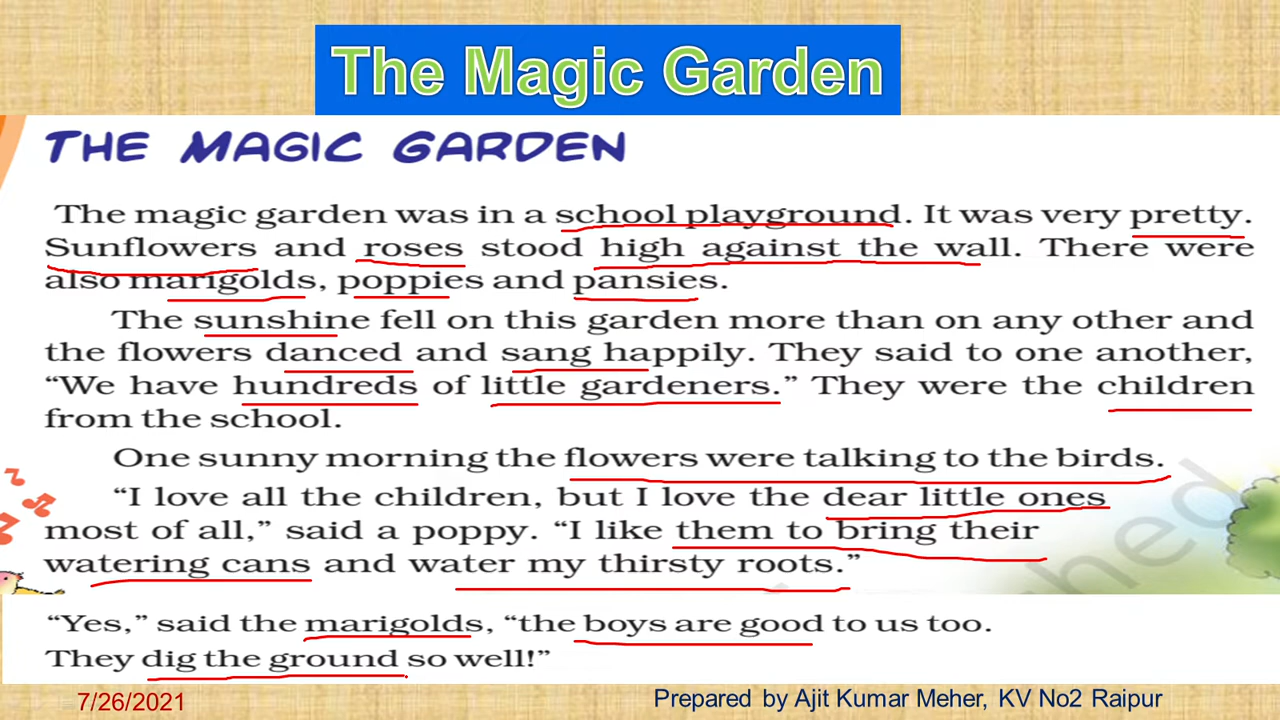 The Magic Garden
THE MAGIC GARDEN
The magic garden was in a school playground. It was very pretty.
Sunflowers and roses stood high against the wall. There were
also marigolds, poppies and pansies.
The sunshine fell on this garden more than on any other and
the flowers danced and sang happily. They said to one another,
“We have hundreds of little gardeners.” They were the children
from the school.
One sunny morning the flowers were talking to the birds.
“I love all the children, but I love the dear little ones
most of all,” said a poppy. “I like them to bring their
watering cans and water my thirsty roots.”
“Yes,” said the marigolds, “the boys are good to us too.
They dig the ground so well!”
7/26/2021
Prepared by Ajit Kumar Meher, KV No2 Raipur